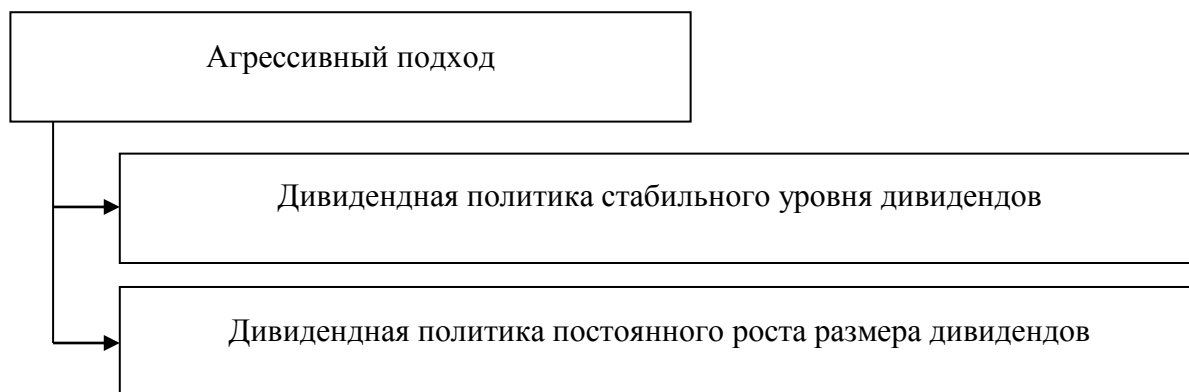 Агрессивный подход
Дивидендная политика стабильного уровня дивидендов
Дивидендная политика постоянного роста размера дивидендов